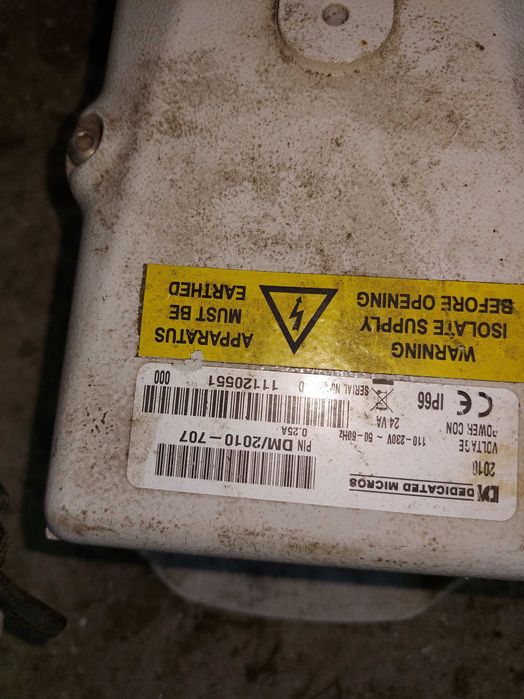 DEDICATED MICROS
2010
VOLTAGE 110-230V ~ 50-60Hz 0.25A
POWER CON 24 VA
CE IP66
P/N DM/2010-707
SERIAL No 11120551
000
WARNING
ISOLATE SUPPLY
BEFORE OPENING
APPARATUS
MUST BE
EARTHED